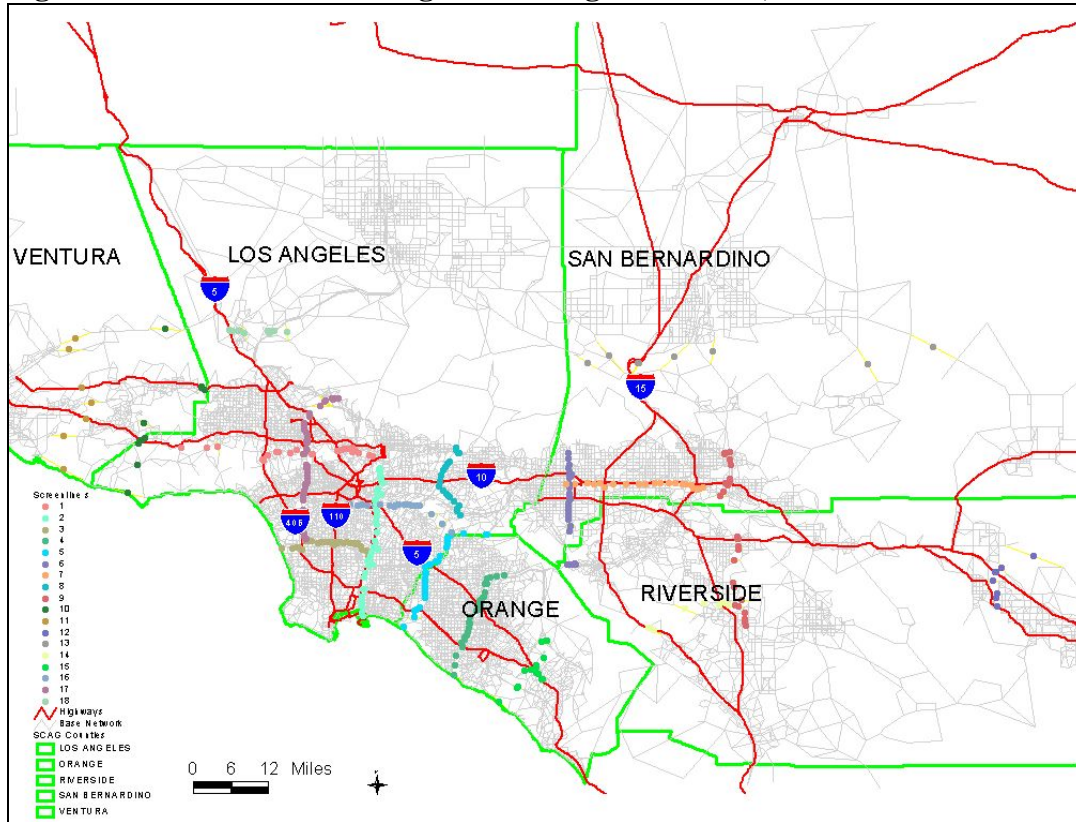 VENTURA
LOS ANGELES
SAN BERNARDINO
5
15
10
405
110
5
ORANGE
RIVERSIDE
Screenlines
1
2
3
4
5
6
7
8
9
10
11
12
13
14
15
16
17
18
Highways
Base Network
SCAG Counties
LOS ANGELES
ORANGE
RIVERSIDE
SAN BERNARDINO
VENTURA
0 6 12 Miles